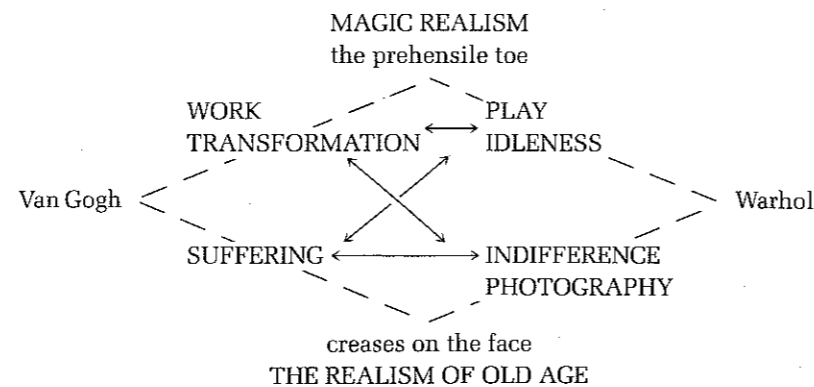 MAGIC REALISM
the prehensile toe
WORK PLAY
TRANSFORMATION IDLENESS
Van Gogh Warhol
SUFFERING INDIFFERENCE
PHOTOGRAPHY
creases on the face
THE REALISM OF OLD AGE